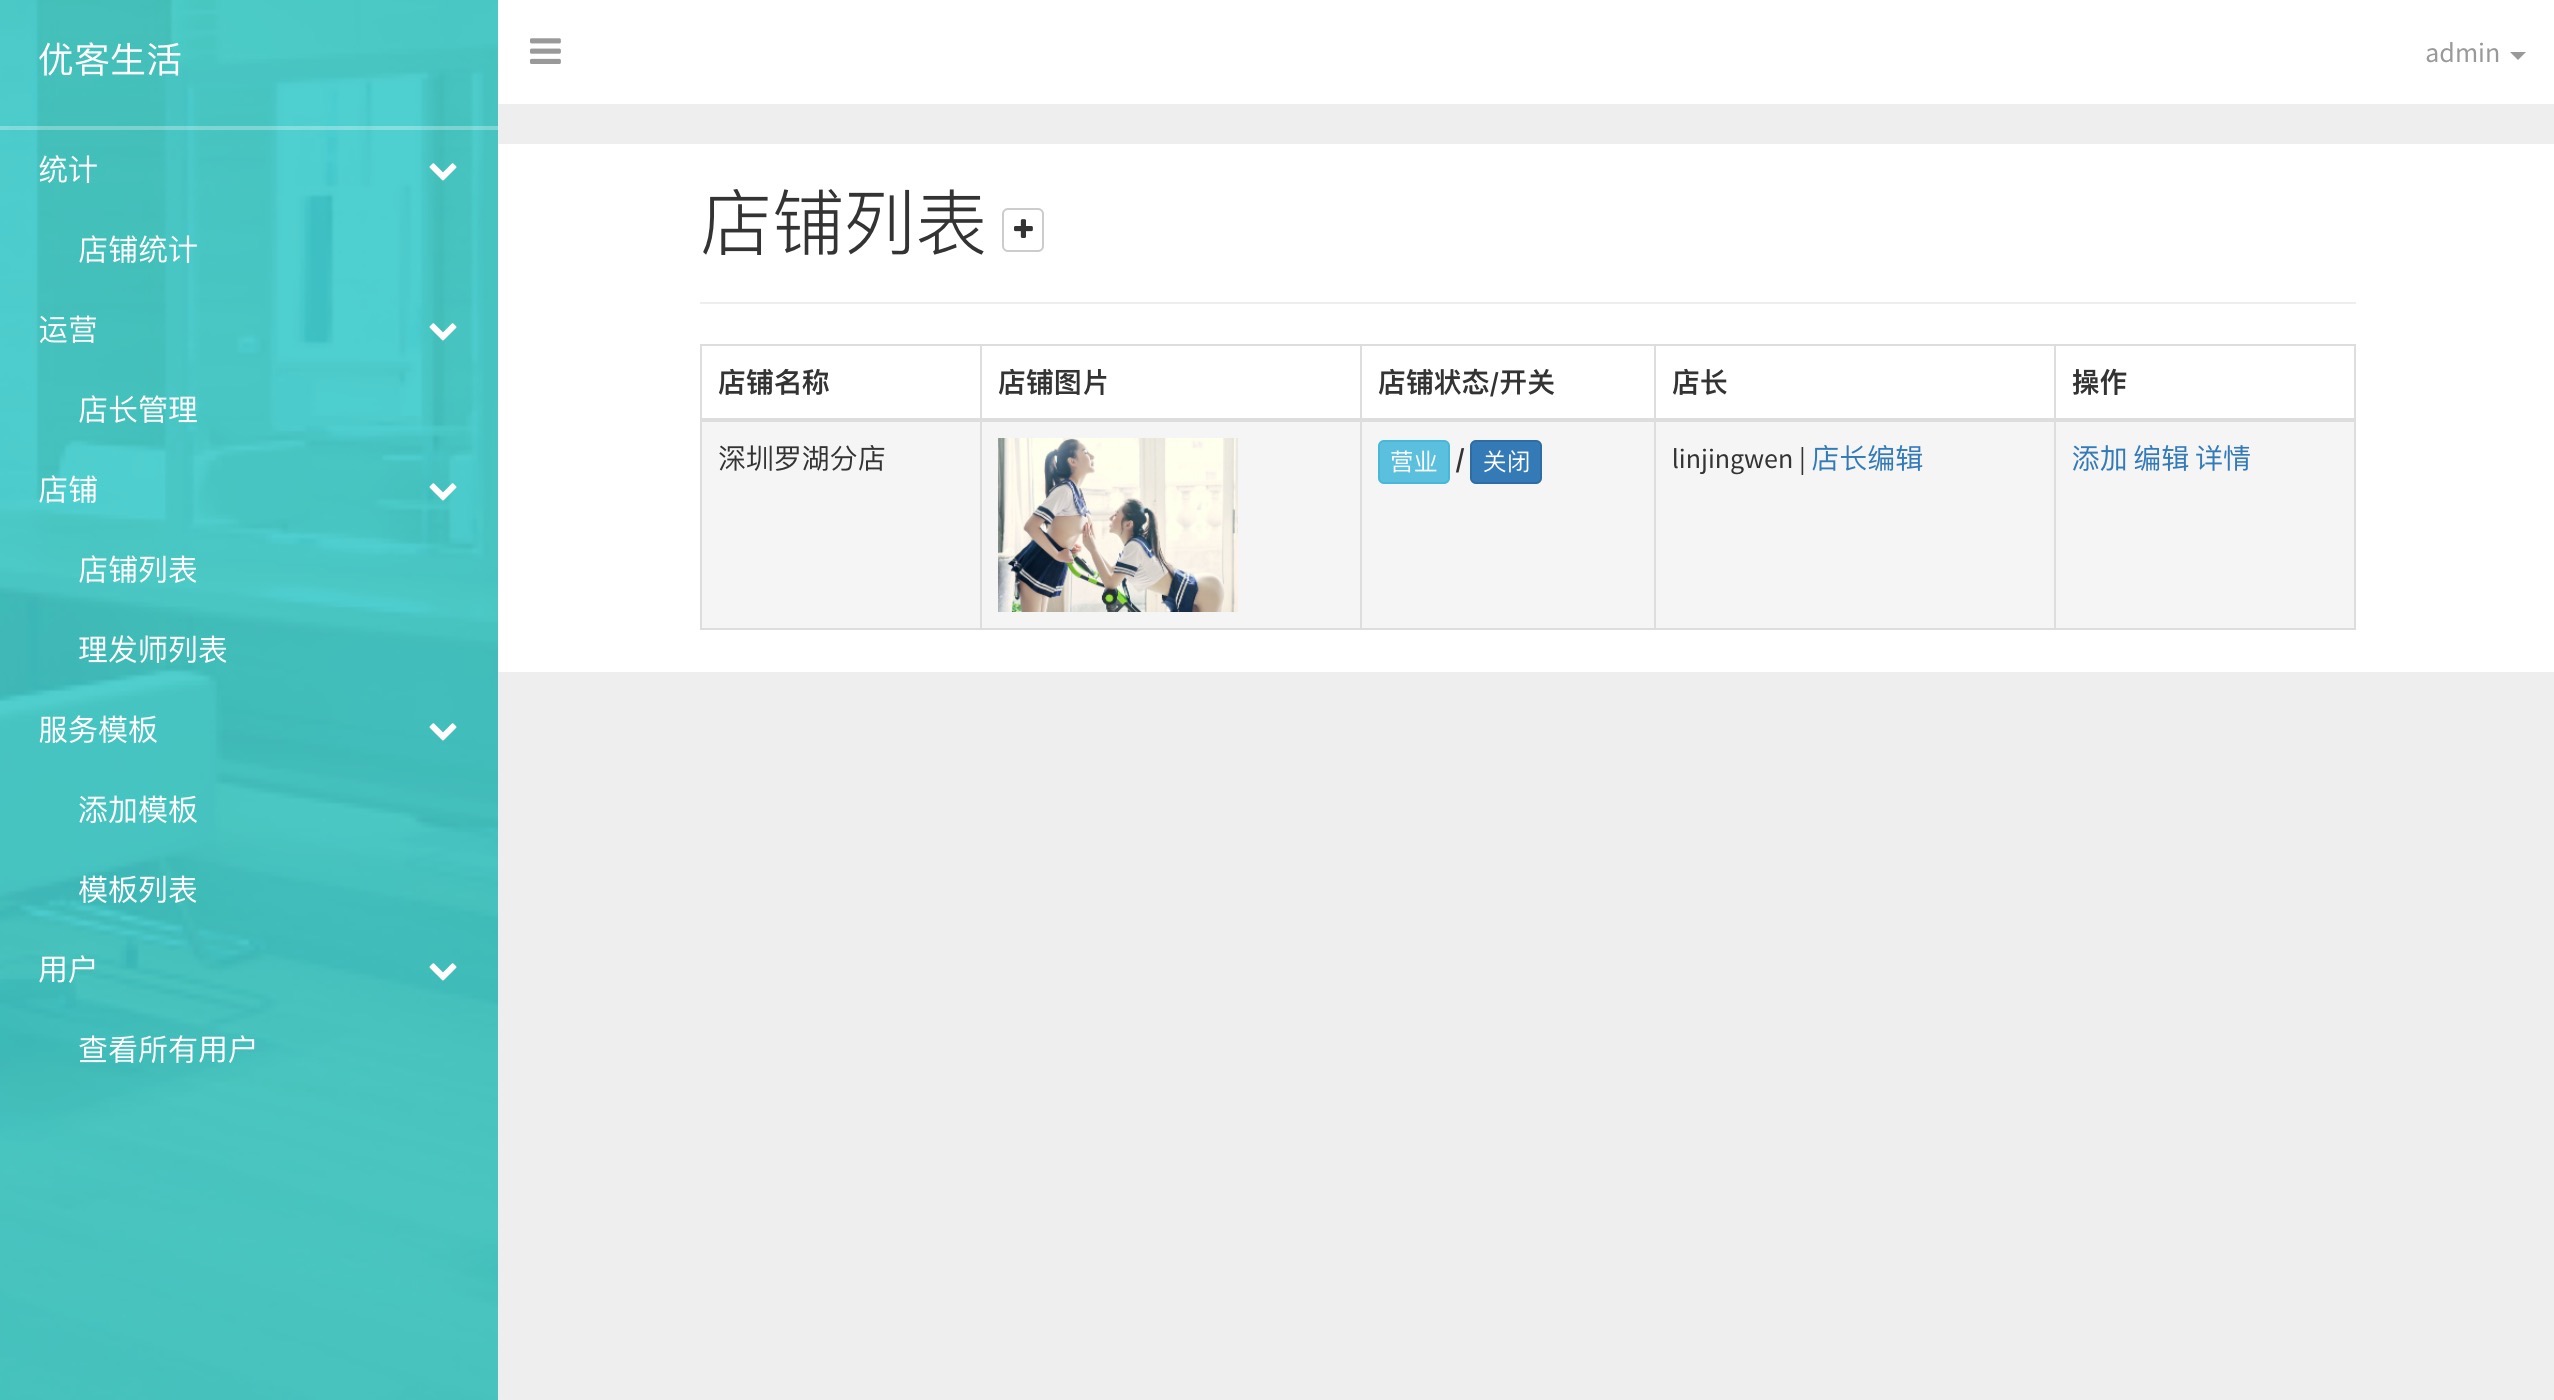 优客生活
admin
统计
店铺统计
运营
店长管理
店铺
店铺列表
理发师列表
服务模板
添加模板
模板列表
用户
查看所有用户
店铺列表
店铺名称 店铺图片 店铺状态/开关 店长 操作
深圳罗湖分店 营业 / 关闭 linjingwen | 店长编辑 添加 编辑 详情